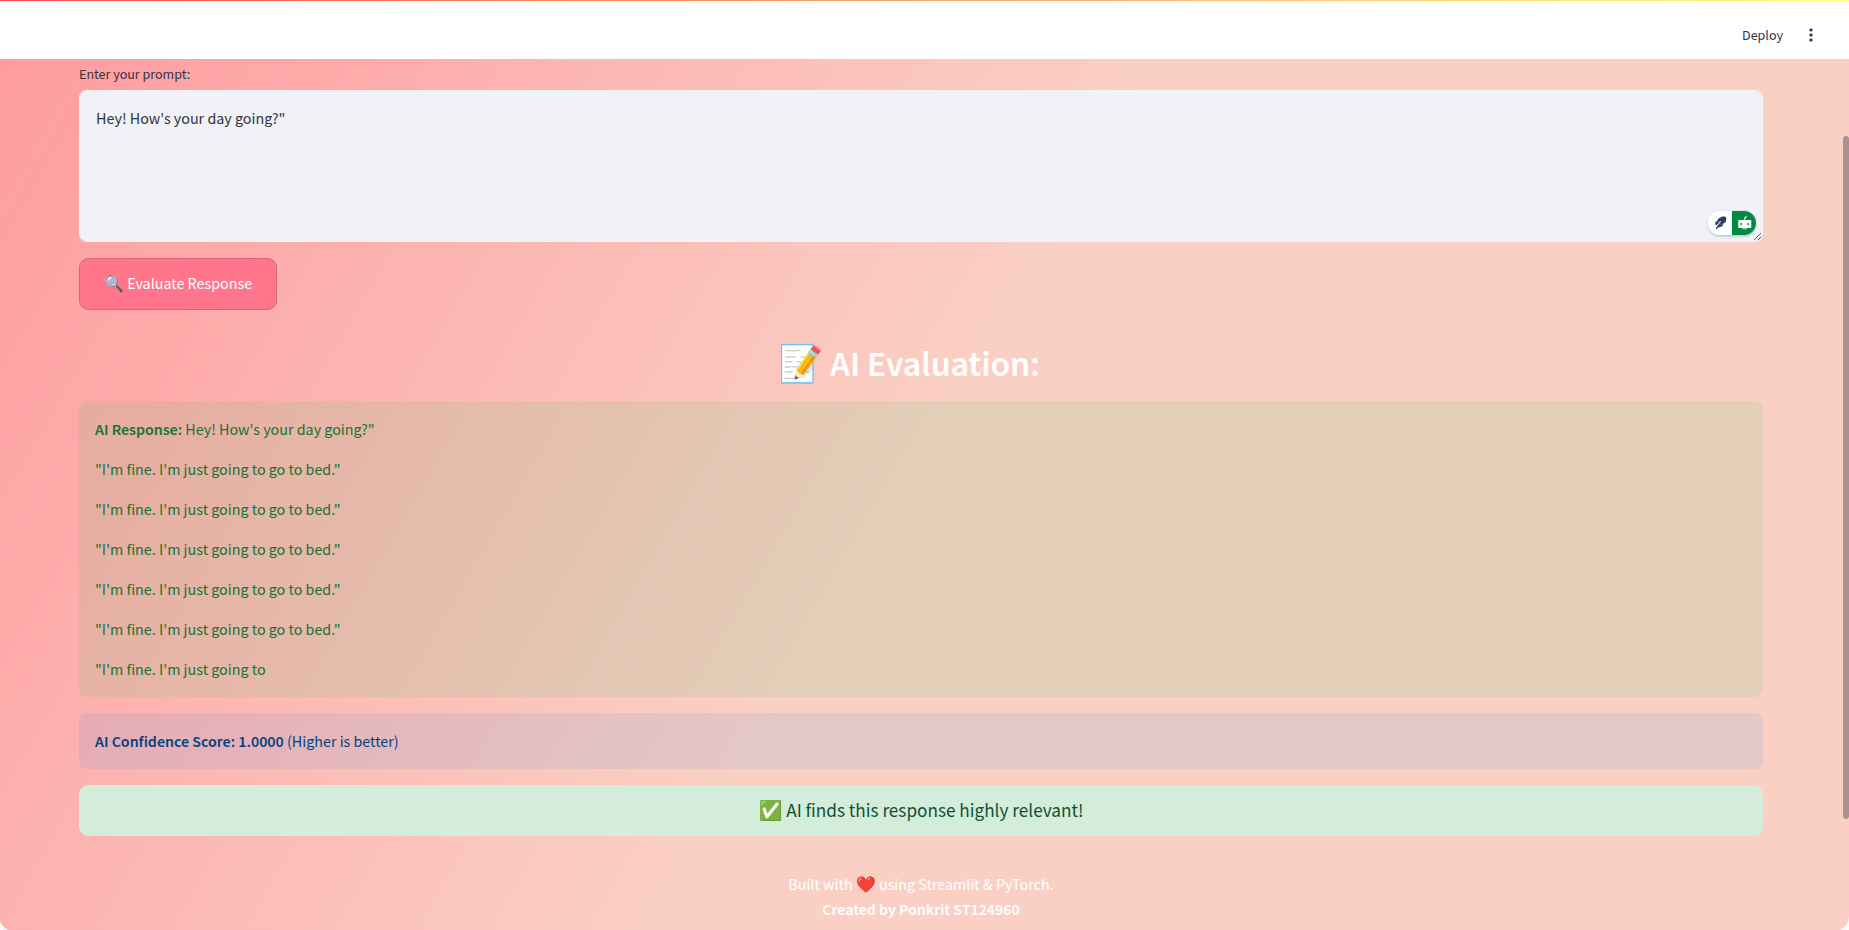 Deploy
Enter your prompt:
Hey! How's your day going?"
🔍 Evaluate Response
📝 AI Evaluation:
AI Response: Hey! How's your day going?"
"I'm fine. I'm just going to go to bed."
"I'm fine. I'm just going to go to bed."
"I'm fine. I'm just going to go to bed."
"I'm fine. I'm just going to go to bed."
"I'm fine. I'm just going to go to bed."
"I'm fine. I'm just going to
AI Confidence Score: 1.0000 (Higher is better)
✅ AI finds this response highly relevant!
Built with ❤️ using Streamlit & PyTorch.
Created by Ponkrit ST124960